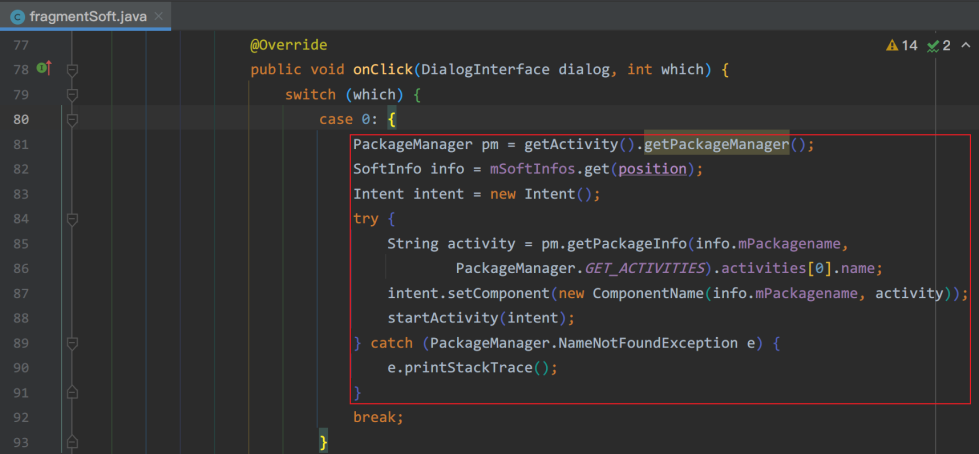 fragmentSoft.java
77 @Override 14 2
78 public void onClick(DialogInterface dialog, int which) {
79 switch (which) {
80 case 0: {
81 PackageManager pm = getActivity().getPackageManager();
82 SoftInfo info = mSoftInfos.get(position);
83 Intent intent = new Intent();
84 try {
85 String activity = pm.getPackageInfo(info.mPackagename,
86 PackageManager.GET_ACTIVITIES).activities[0].name;
87 intent.setComponent(new ComponentName(info.mPackagename, activity));
88 startActivity(intent);
89 } catch (PackageManager.NameNotFoundException e) {
90 e.printStackTrace();
91 }
92 break;
93 }